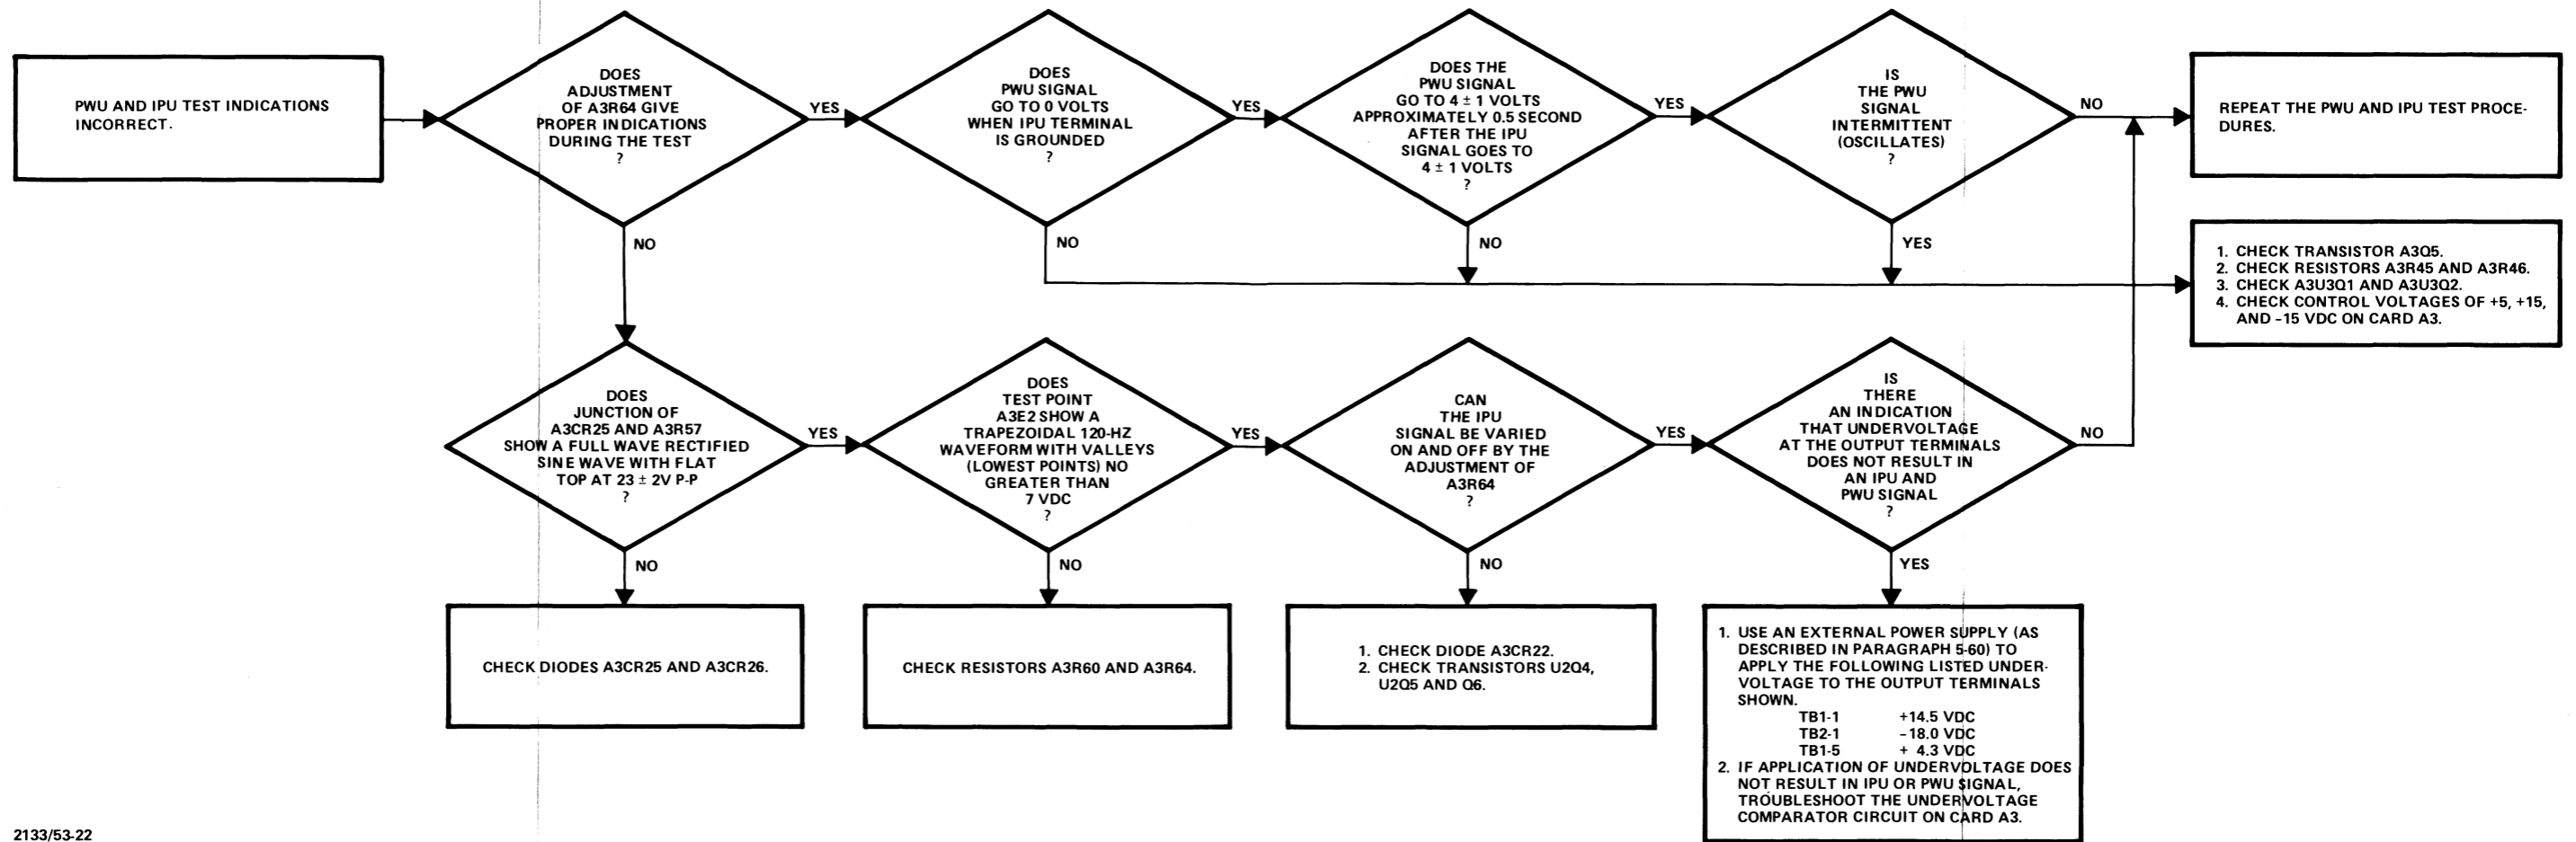 PWU AND IPU TEST INDICATIONS
INCORRECT.
DOES
ADJUSTMENT
OF A3R64 GIVE
PROPER INDICATIONS
DURING THE TEST
?
YES
NO
DOES
PWU SIGNAL
GO TO 0 VOLTS
WHEN IPU TERMINAL
IS GROUNDED
?
YES
NO
DOES THE
PWU SIGNAL
GO TO 4 ± 1 VOLTS
APPROXIMATELY 0.5 SECOND
AFTER THE IPU
SIGNAL GOES TO
4 ± 1 VOLTS
?
YES
NO
IS
THE PWU
SIGNAL
INTERMITTENT
(OSCILLATES)
?
NO
YES
REPEAT THE PWU AND IPU TEST PROCE-
DURES.
1. CHECK TRANSISTOR A3Q5.
2. CHECK RESISTORS A3R45 AND A3R46.
3. CHECK A3U3Q1 AND A3U3Q2.
4. CHECK CONTROL VOLTAGES OF +5, +15,
AND -15 VDC ON CARD A3.
DOES
JUNCTION OF
A3CR25 AND A3R57
SHOW A FULL WAVE RECTIFIED
SINE WAVE WITH FLAT
TOP AT 23 ± 2V P-P
?
YES
NO
DOES
TEST POINT
A3E2 SHOW A
TRAPEZOIDAL 120-HZ
WAVEFORM WITH VALLEYS
(LOWEST POINTS) NO
GREATER THAN
7 VDC
?
YES
NO
CAN
THE IPU
SIGNAL BE VARIED
ON AND OFF BY THE
ADJUSTMENT OF
A3R64
?
YES
NO
IS
THERE
AN INDICATION
THAT UNDERVOLTAGE
AT THE OUTPUT TERMINALS
DOES NOT RESULT IN
AN IPU AND
PWU SIGNAL
?
NO
YES
CHECK DIODES A3CR25 AND A3CR26.
CHECK RESISTORS A3R60 AND A3R64.
1. CHECK DIODE A3CR22.
2. CHECK TRANSISTORS U2Q4,
U2Q5 AND Q6.
1. USE AN EXTERNAL POWER SUPPLY (AS
DESCRIBED IN PARAGRAPH 5-60) TO
APPLY THE FOLLOWING LISTED UNDER-
VOLTAGE TO THE OUTPUT TERMINALS
SHOWN.
TB1-1 +14.5 VDC
TB2-1 -18.0 VDC
TB1-5 + 4.3 VDC
2. IF APPLICATION OF UNDERVOLTAGE DOES
NOT RESULT IN IPU OR PWU SIGNAL,
TROUBLESHOOT THE UNDERVOLTAGE
COMPARATOR CIRCUIT ON CARD A3.
2133/53-22